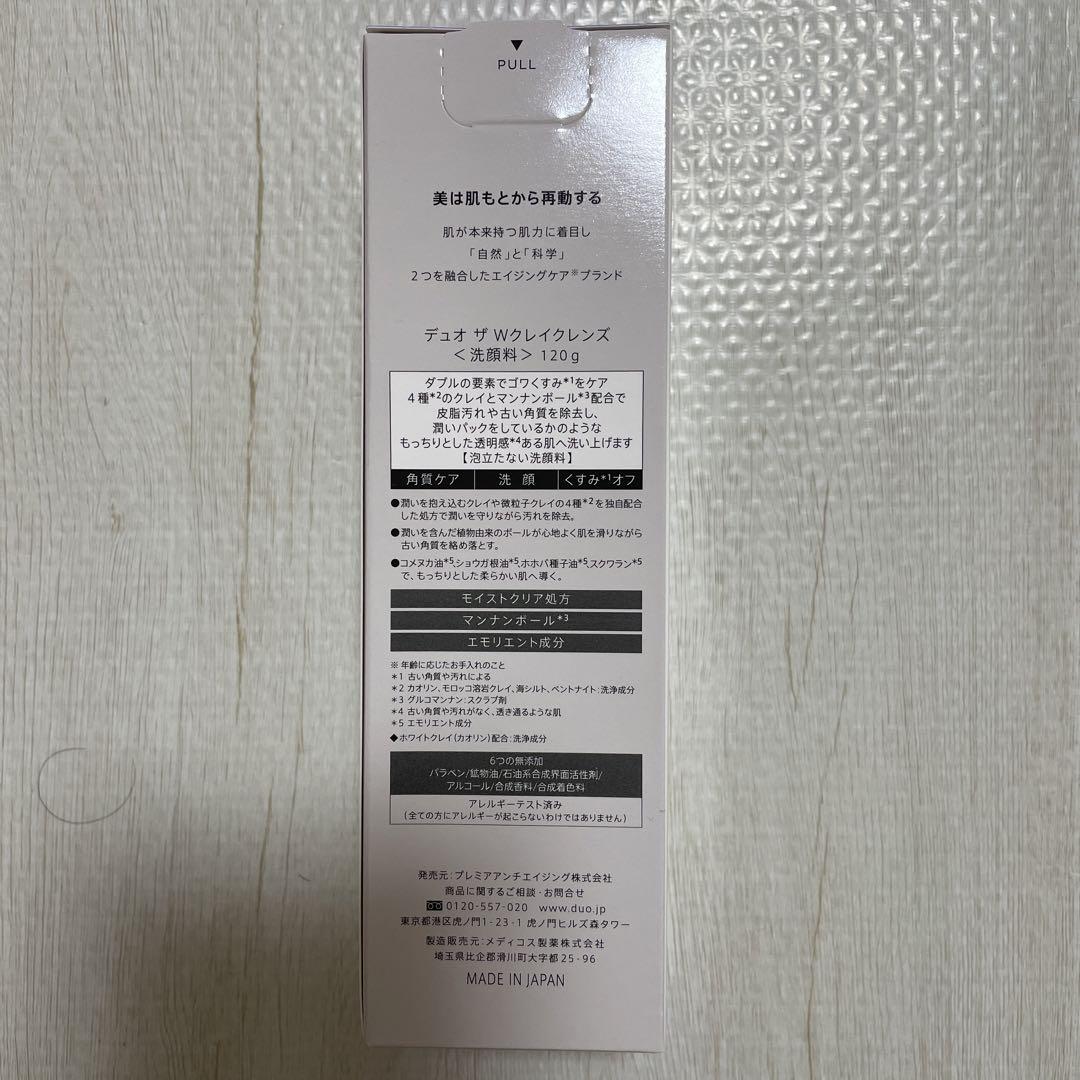 ▼
PULL
美は肌もとから再動する
肌が本来持つ肌力に着目し
「自然」と「科学」
2つを融合したエイジングケア※ブランド
デュオ ザ Wクレイクレンズ
＜洗顔料＞ 120g
ダブルの要素でゴワくすみ*1をケア
4種*2のクレイとマンナンボール*3配合で
皮脂汚れや古い角質を除去し、
潤いパックをしているかのような
もっちりとした透明感*4ある肌へ洗い上げます
【泡立たない洗顔料】
角質ケア 洗 顔 くすみ*1オフ
●潤いを抱え込むクレイや微粒子クレイの4種*2を独自配合
した処方で潤いを守りながら汚れを除去。
●潤いを含んだ植物由来のボールが心地よく肌を滑りながら
古い角質を絡め落とす。
●コメヌカ油*5、ショウガ根油*5、ホホバ種子油*5、スクワラン*5
で、もっちりとした柔らかい肌へ導く。
モイストクリア処方
マンナンボール*3
エモリエント成分
※ 年齢に応じたお手入れのこと
*1 古い角質や汚れによる
*2 カオリン、モロッコ溶岩クレイ、海シルト、ベントナイト:洗浄成分
*3 グルコマンナン:スクラブ剤
*4 古い角質や汚れがなく、透き通るような肌
*5 エモリエント成分
◆ホワイトクレイ(カオリン)配合:洗浄成分
6つの無添加
パラベン/鉱物油/石油系合成界面活性剤/
アルコール/合成香料/合成着色料
アレルギーテスト済み
(全ての方にアレルギーが起こらないわけではありません)
発売元:プレミアアンチエイジング株式会社
商品に関するご相談・お問合せ
0120-557-020 www.duo.jp
東京都港区虎ノ門1-23-1 虎ノ門ヒルズ森タワー
製造販売元:メディコス製薬株式会社
埼玉県比企郡滑川町大字都25-96
MADE IN JAPAN